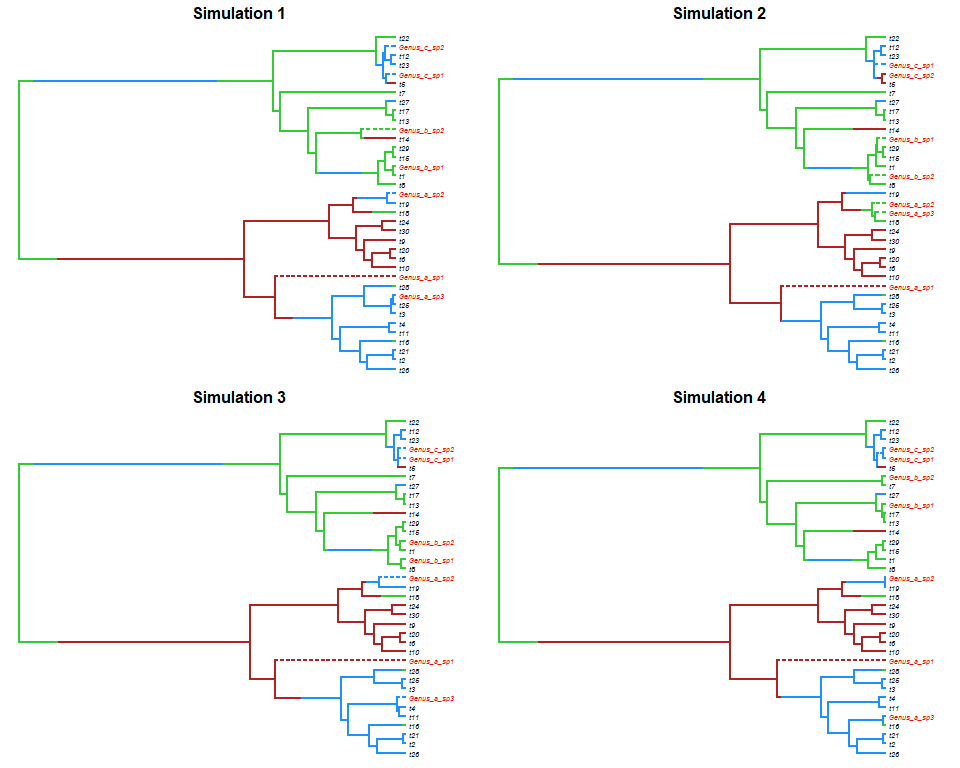 Simulation 1
t22
Genus_c_sp2
t12
t23
Genus_c_sp1
t5
t7
t27
t17
t13
Genus_b_sp2
t14
t29
t15
Genus_b_sp1
t1
t8
Genus_a_sp2
t19
t18
t24
t30
t9
t20
t6
t10
Genus_a_sp1
t28
Genus_a_sp3
t25
t3
t4
t11
t16
t21
t2
t26
Simulation 2
t22
t12
t23
Genus_c_sp1
Genus_c_sp2
t5
t7
t27
t17
t13
t14
Genus_b_sp1
t29
t15
t1
Genus_b_sp2
t8
t19
Genus_a_sp2
Genus_a_sp3
t18
t24
t30
t9
t20
t6
t10
Genus_a_sp1
t28
t25
t3
t4
t11
t16
t21
t2
t26
Simulation 3
t22
t12
t23
Genus_c_sp2
Genus_c_sp1
t5
t7
t27
t17
t13
t14
t29
t15
Genus_b_sp2
t1
Genus_b_sp1
t8
Genus_a_sp2
t19
t18
t24
t30
t9
t20
t6
t10
Genus_a_sp1
t28
t25
t3
Genus_a_sp3
t4
t11
t16
t21
t2
t26
Simulation 4
t22
t12
t23
Genus_c_sp2
Genus_c_sp1
t5
Genus_b_sp2
t7
t27
Genus_b_sp1
t17
t13
t14
t29
t15
t1
t8
Genus_a_sp2
t19
t18
t24
t30
t9
t20
t6
t10
Genus_a_sp1
t28
t25
t3
t4
t11
Genus_a_sp3
t16
t21
t2
t26